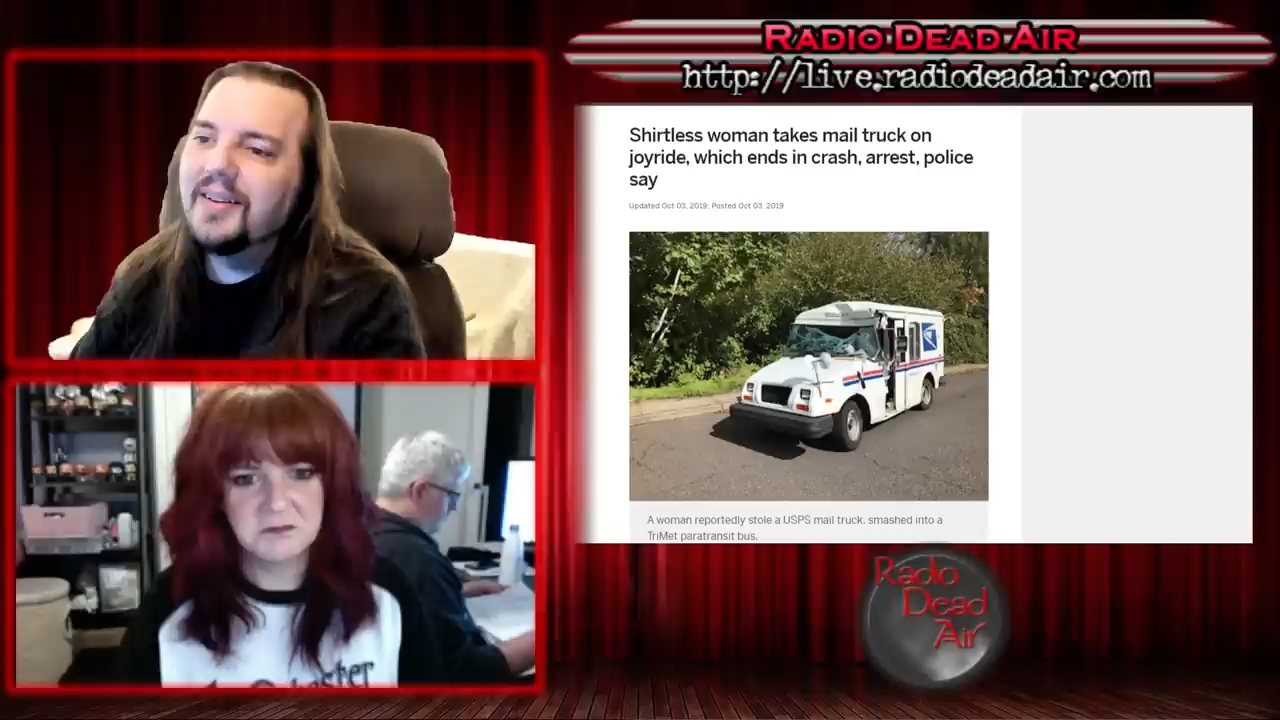 Radio Dead Air
http://live.radiodeadair.com
Shirtless woman takes mail truck on
joyride, which ends in crash, arrest, police
say
Updated Oct 03, 2019; Posted Oct 03, 2019
A woman reportedly stole a USPS mail truck, smashed into a
TriMet paratransit bus.
Radio
Dead
Air